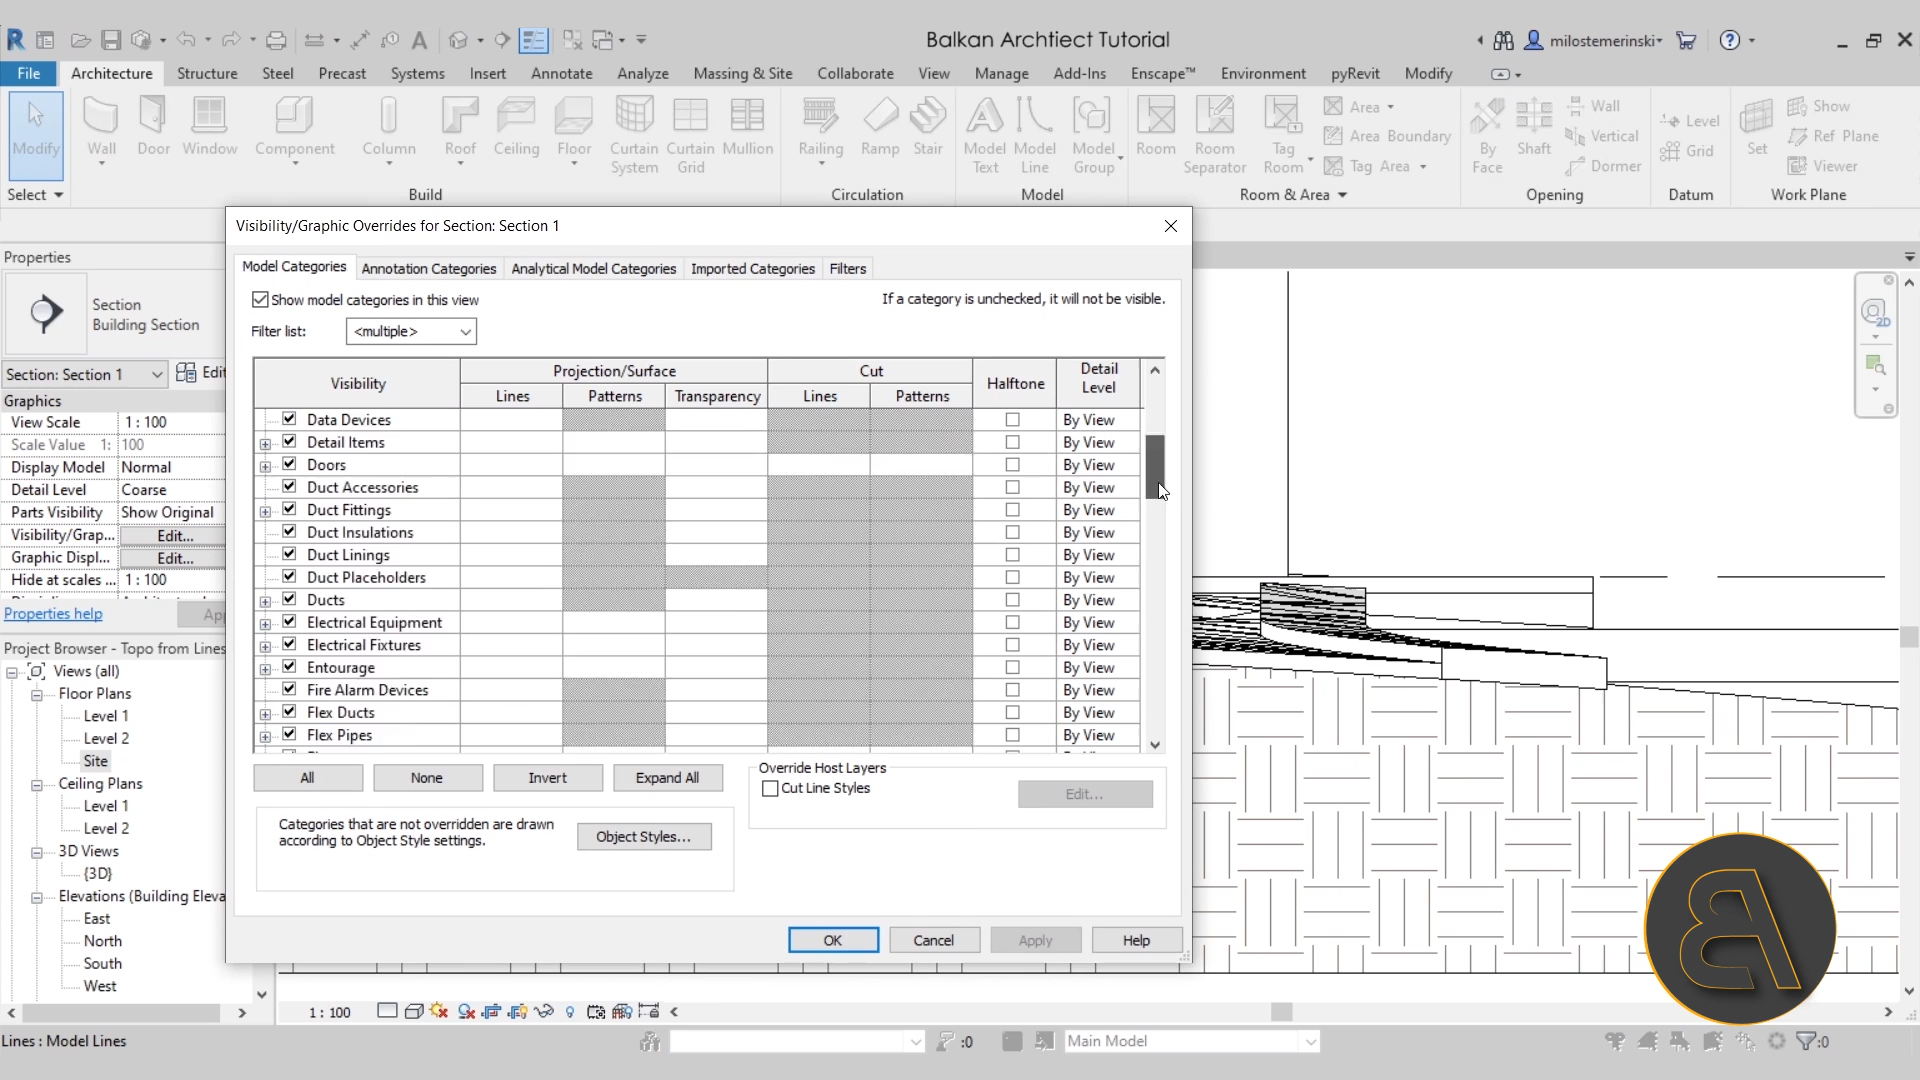 Balkan Archtiect Tutorial
milostemerinski
File
Architecture
Structure
Steel
Precast
Systems
Insert
Annotate
Analyze
Massing & Site
Collaborate
View
Manage
Add-Ins
Enscape™
Environment
pyRevit
Modify
Modify
Wall
Door
Window
Component
Column
Roof
Ceiling
Floor
Curtain System
Curtain Grid
Mullion
Railing
Ramp
Stair
Model Text
Model Line
Model Group
Room
Room Separator
Tag Room
Area
Area Boundary
Tag Area
By Face
Shaft
Wall
Vertical
Dormer
Level
Grid
Set
Show
Ref Plane
Viewer
Select
Build
Circulation
Model
Room & Area
Opening
Datum
Work Plane
Properties
Section
Building Section
Section: Section 1
Edit
Graphics
View Scale 1 : 100
Scale Value 1: 100
Display Model Normal
Detail Level Coarse
Parts Visibility Show Original
Visibility/Grap... Edit...
Graphic Displ... Edit...
Hide at scales ... 1 : 100
Properties help
Project Browser - Topo from Lines
Views (all)
Floor Plans
Level 1
Level 2
Site
Ceiling Plans
Level 1
Level 2
3D Views
{3D}
Elevations (Building Eleva
East
North
South
West
Visibility/Graphic Overrides for Section: Section 1
Model Categories
Annotation Categories
Analytical Model Categories
Imported Categories
Filters
Show model categories in this view
If a category is unchecked, it will not be visible.
Filter list:
<multiple>
Visibility
Projection/Surface
Cut
Halftone
Detail Level
Lines
Patterns
Transparency
Lines
Patterns
Data Devices By View
Detail Items By View
Doors By View
Duct Accessories By View
Duct Fittings By View
Duct Insulations By View
Duct Linings By View
Duct Placeholders By View
Ducts By View
Electrical Equipment By View
Electrical Fixtures By View
Entourage By View
Fire Alarm Devices By View
Flex Ducts By View
Flex Pipes By View
All
None
Invert
Expand All
Override Host Layers
Cut Line Styles
Edit...
Categories that are not overridden are drawn
according to Object Style settings.
Object Styles...
OK
Cancel
Apply
Help
2D
1 : 100
Lines : Model Lines
:0
Main Model
:0